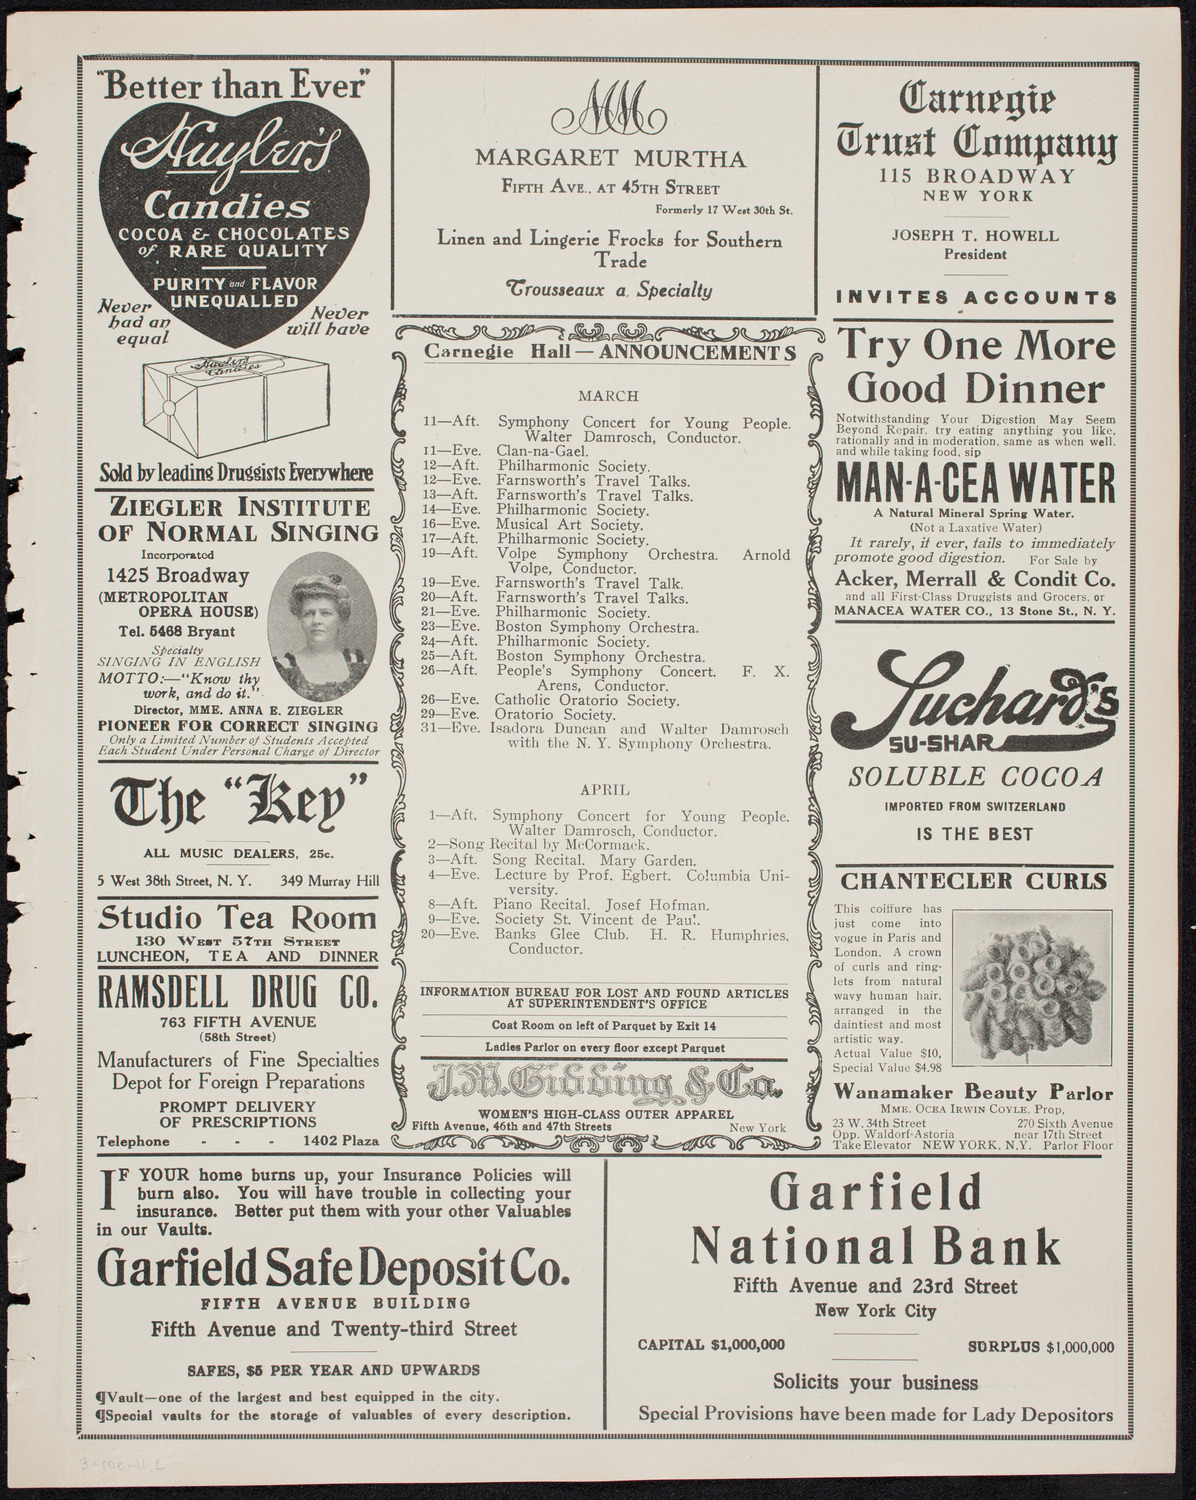 "Better than Ever"
Huyler's
Candies
COCOA & CHOCOLATES
of RARE QUALITY
PURITY and FLAVOR
UNEQUALLED
Never
had an
equal
Never
will have
Huyler's
Candies
Sold by leading Druggists Everywhere
ZIEGLER INSTITUTE
OF NORMAL SINGING
Incorporated
1425 Broadway
(METROPOLITAN
OPERA HOUSE)
Tel. 5468 Bryant
Specialty
SINGING IN ENGLISH
MOTTO:—"Know thy
work, and do it."
Director, MME. ANNA E. ZIEGLER
PIONEER FOR CORRECT SINGING
Only a Limited Number of Students Accepted
Each Student Under Personal Charge of Director
The "Key"
ALL MUSIC DEALERS, 25c.
5 West 38th Street, N. Y. 349 Murray Hill
Studio Tea Room
130 WEST 57TH STREET
LUNCHEON, TEA AND DINNER
RAMSDELL DRUG CO.
763 FIFTH AVENUE
(58th Street)
Manufacturers of Fine Specialties
Depot for Foreign Preparations
PROMPT DELIVERY
OF PRESCRIPTIONS
Telephone - - - 1402 Plaza
MM
MARGARET MURTHA
FIFTH AVE., AT 45TH STREET
Formerly 17 West 30th St.
Linen and Lingerie Frocks for Southern
Trade
Trousseaux a Specialty
Carnegie Hall—ANNOUNCEMENTS
MARCH
11—Aft. Symphony Concert for Young People.
Walter Damrosch, Conductor.
11—Eve. Clan-na-Gael.
12—Aft. Philharmonic Society.
12—Eve. Farnsworth's Travel Talks.
13—Aft. Farnsworth's Travel Talks.
14—Eve. Philharmonic Society.
16—Eve. Musical Art Society.
17—Aft. Philharmonic Society.
19—Aft. Volpe Symphony Orchestra. Arnold
Volpe, Conductor.
19—Eve. Farnsworth's Travel Talk.
20—Aft. Farnsworth's Travel Talks.
21—Eve. Philharmonic Society.
23—Eve. Boston Symphony Orchestra.
24—Aft. Philharmonic Society.
25—Aft. Boston Symphony Orchestra.
26—Aft. People's Symphony Concert. F. X.
Arens, Conductor.
26—Eve. Catholic Oratorio Society.
29—Eve. Oratorio Society.
31—Eve. Isadora Duncan and Walter Damrosch
with the N. Y. Symphony Orchestra.
APRIL
1—Aft. Symphony Concert for Young People.
Walter Damrosch, Conductor.
2—Song Recital by McCormack.
3—Aft. Song Recital. Mary Garden.
4—Eve. Lecture by Prof. Egbert. Columbia Uni-
versity.
8—Aft. Piano Recital. Josef Hofman.
9—Eve. Society St. Vincent de Paul.
20—Eve. Banks Glee Club. H. R. Humphries,
Conductor.
INFORMATION BUREAU FOR LOST AND FOUND ARTICLES
AT SUPERINTENDENT'S OFFICE
Coat Room on left of Parquet by Exit 14
Ladies Parlor on every floor except Parquet
J.M. Gidding & Co.
WOMEN'S HIGH-CLASS OUTER APPAREL
Fifth Avenue, 46th and 47th Streets New York
Carnegie
Trust Company
115 BROADWAY
NEW YORK
JOSEPH T. HOWELL
President
INVITES ACCOUNTS
Try One More
Good Dinner
Notwithstanding Your Digestion May Seem
Beyond Repair, try eating anything you like,
rationally and in moderation, same as when well,
and while taking food, sip
MAN-A-CEA WATER
A Natural Mineral Spring Water.
(Not a Laxative Water)
It rarely, if ever, fails to immediately
promote good digestion. For Sale by
Acker, Merrall & Condit Co.
and all First-Class Druggists and Grocers, or
MANACEA WATER CO., 13 Stone St., N. Y.
Suchard's
SU-SHAR
SOLUBLE COCOA
IMPORTED FROM SWITZERLAND
IS THE BEST
CHANTECLER CURLS
This coiffure has
just come into
vogue in Paris and
London. A crown
of curls and ring-
lets from natural
wavy human hair,
arranged in the
daintiest and most
artistic way.
Actual Value $10,
Special Value $4.98
Wanamaker Beauty Parlor
MME. OCEA IRWIN COYLE, Prop,
23 W. 34th Street 270 Sixth Avenue
Opp. Waldorf-Astoria near 17th Street
Take Elevator NEW YORK, N.Y. Parlor Floor
IF YOUR home burns up, your Insurance Policies will
burn also. You will have trouble in collecting your
insurance. Better put them with your other Valuables
in our Vaults.
Garfield Safe Deposit Co.
FIFTH AVENUE BUILDING
Fifth Avenue and Twenty-third Street
SAFES, $5 PER YEAR AND UPWARDS
¶Vault—one of the largest and best equipped in the city.
¶Special vaults for the storage of valuables of every description.
Garfield
National Bank
Fifth Avenue and 23rd Street
New York City
CAPITAL $1,000,000 SURPLUS $1,000,000
Solicits your business
Special Provisions have been made for Lady Depositors